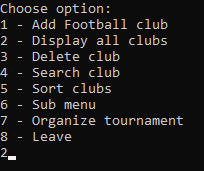 Choose option:
1 - Add Football club
2 - Display all clubs
3 - Delete club
4 - Search club
5 - Sort clubs
6 - Sub menu
7 - Organize tournament
8 - Leave
2